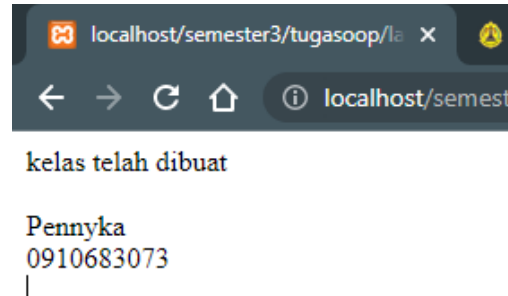 localhost/semester3/tugasoop/la
localhost/semest
kelas telah dibuat
Pennyka
0910683073